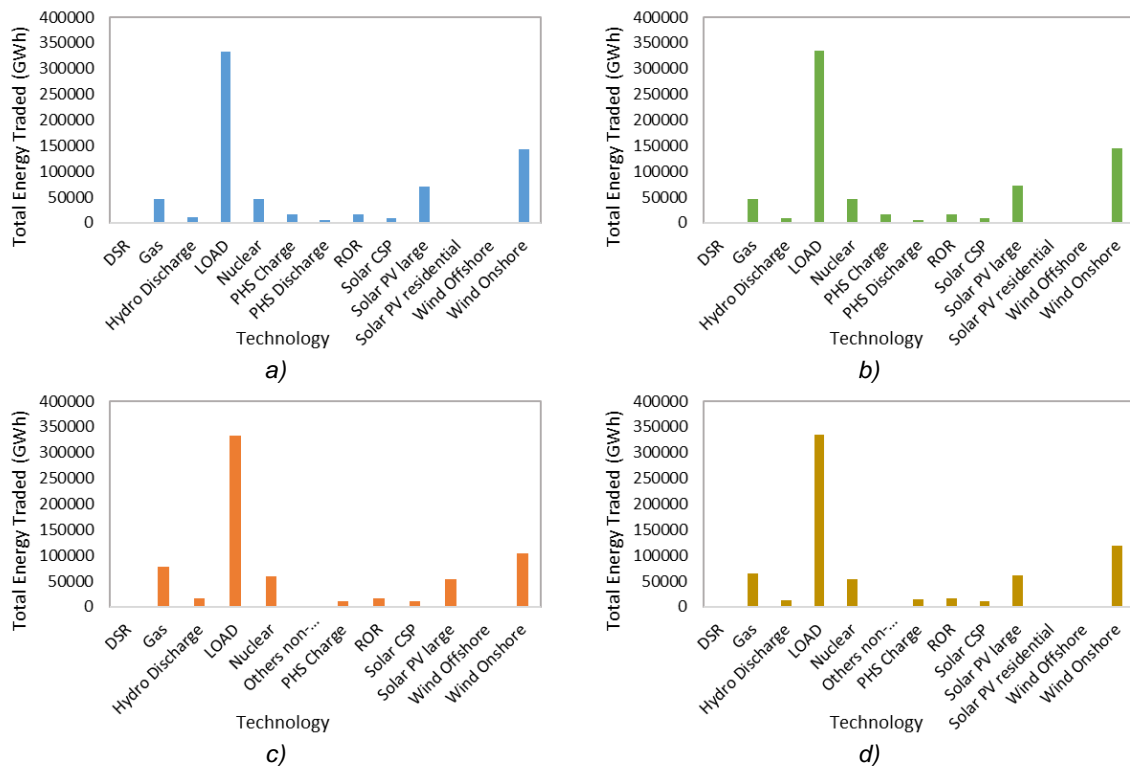 Total Energy Traded (GWh)
400000
350000
300000
250000
200000
150000
100000
50000
0
DSR
Gas
Hydro Discharge
LOAD
Nuclear
PHS Charge
PHS Discharge
ROR
Solar CSP
Solar PV large
Solar PV residential
Wind Offshore
Wind Onshore
Technology
a)
Total Energy Traded (GWh)
400000
350000
300000
250000
200000
150000
100000
50000
0
DSR
Gas
Hydro Discharge
LOAD
Nuclear
PHS Charge
PHS Discharge
ROR
Solar CSP
Solar PV large
Solar PV residential
Wind Offshore
Wind Onshore
Technology
b)
Total Energy Traded (GWh)
400000
350000
300000
250000
200000
150000
100000
50000
0
DSR
Gas
Hydro Discharge
LOAD
Nuclear
Others non-...
PHS Charge
ROR
Solar CSP
Solar PV large
Wind Offshore
Wind Onshore
Technology
c)
Total Energy Traded (GWh)
400000
350000
300000
250000
200000
150000
100000
50000
0
DSR
Gas
Hydro Discharge
LOAD
Nuclear
Others non-...
PHS Charge
ROR
Solar CSP
Solar PV large
Solar PV residential
Wind Offshore
Wind Onshore
Technology
d)